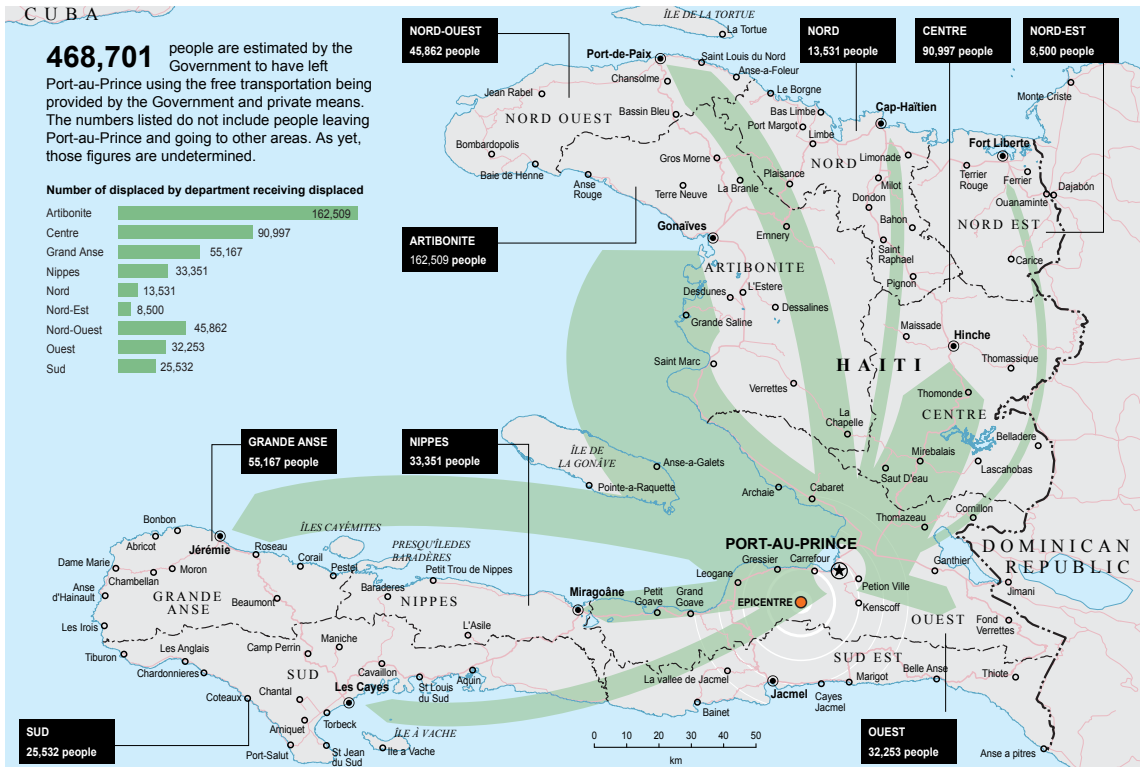 CUBA
468,701 people are estimated by the
Government to have left
Port-au-Prince using the free transportation being
provided by the Government and private means.
The numbers listed do not include people leaving
Port-au-Prince and going to other areas. As yet,
those figures are undetermined.
Number of displaced by department receiving displaced
Artibonite 162,509
Centre 90,997
Grand Anse 55,167
Nippes 33,351
Nord 13,531
Nord-Est 8,500
Nord-Ouest 45,862
Ouest 32,253
Sud 25,532
NORD-OUEST
45,862 people
NORD
13,531 people
CENTRE
90,997 people
NORD-EST
8,500 people
ARTIBONITE
162,509 people
GRANDE ANSE
55,167 people
NIPPES
33,351 people
SUD
25,532 people
OUEST
32,253 people
ÎLE DE LA TORTUE
La Tortue
Port-de-Paix
Saint Louis du Nord
Chansolme
Anse-a-Foleur
Jean Rabel
Le Borgne
Bassin Bleu
NORD OUEST
Bas Limbe
Port Margot
Limbe
Cap-Haïtien
Monte Criste
Bombardopolis
Baie de Henne
Anse
Rouge
Gros Morne
Terre Neuve
La Branle
Plaisance
NORD
Limonade
Milot
Dondon
Bahon
Fort Liberte
Terrier
Rouge
Ferrier
Ouanaminte
Dajabón
NORD EST
Gonaïves
Emnery
Saint
Raphael
Carice
ARTIBONITE
Pignon
Desdunes
L'Estere
Dessalines
Grande Saline
Maissade
Hinche
Saint Marc
HAITI
Thomassique
Verrettes
Thomonde
CENTRE
La
Chapelle
Belladere
Mirebalais
Lascahobas
Saut D'eau
ÎLE DE
LA GONÂVE
Anse-a-Galets
Pointe-a-Raquette
Archaie
Cabaret
Cornillon
Thomazeau
PORT-AU-PRINCE
DOMINICAN
REPUBLIC
Bonbon
Abricot
Jérémie
ÎLES CAYÉMITES
PRESQU'ÎLEDES
BARADÈRES
Roseau
Corail
Pestel
Petit Trou de Nippes
Gressier
Carrefour
Ganthier
Dame Marie
Chambellan
Moron
Leogane
Petion Ville
Jimani
Anse
d'Hainault
GRANDE
ANSE
Beaumont
Baraderes
NIPPES
Miragoâne
Petit
Goave
Grand
Goave
EPICENTRE
Kenscoff
OUEST
Fond
Verrettes
Les Irois
L'Asile
Maniche
Camp Perrin
Tiburon
Les Anglais
Chardonnieres
SUD
Cavaillon
Aquin
SUD EST
Belle Anse
Thiote
La vallee de Jacmel
Coteaux
Chantal
Les Cayes
St Louis
du Sud
Jacmel
Cayes
Jacmel
Marigot
Bainet
Torbeck
Arniquet
ÎLE À VACHE
Port-Salut
St Jean
du Sud
Ile a Vache
Anse a pitres
0 10 20 30 40 50
km